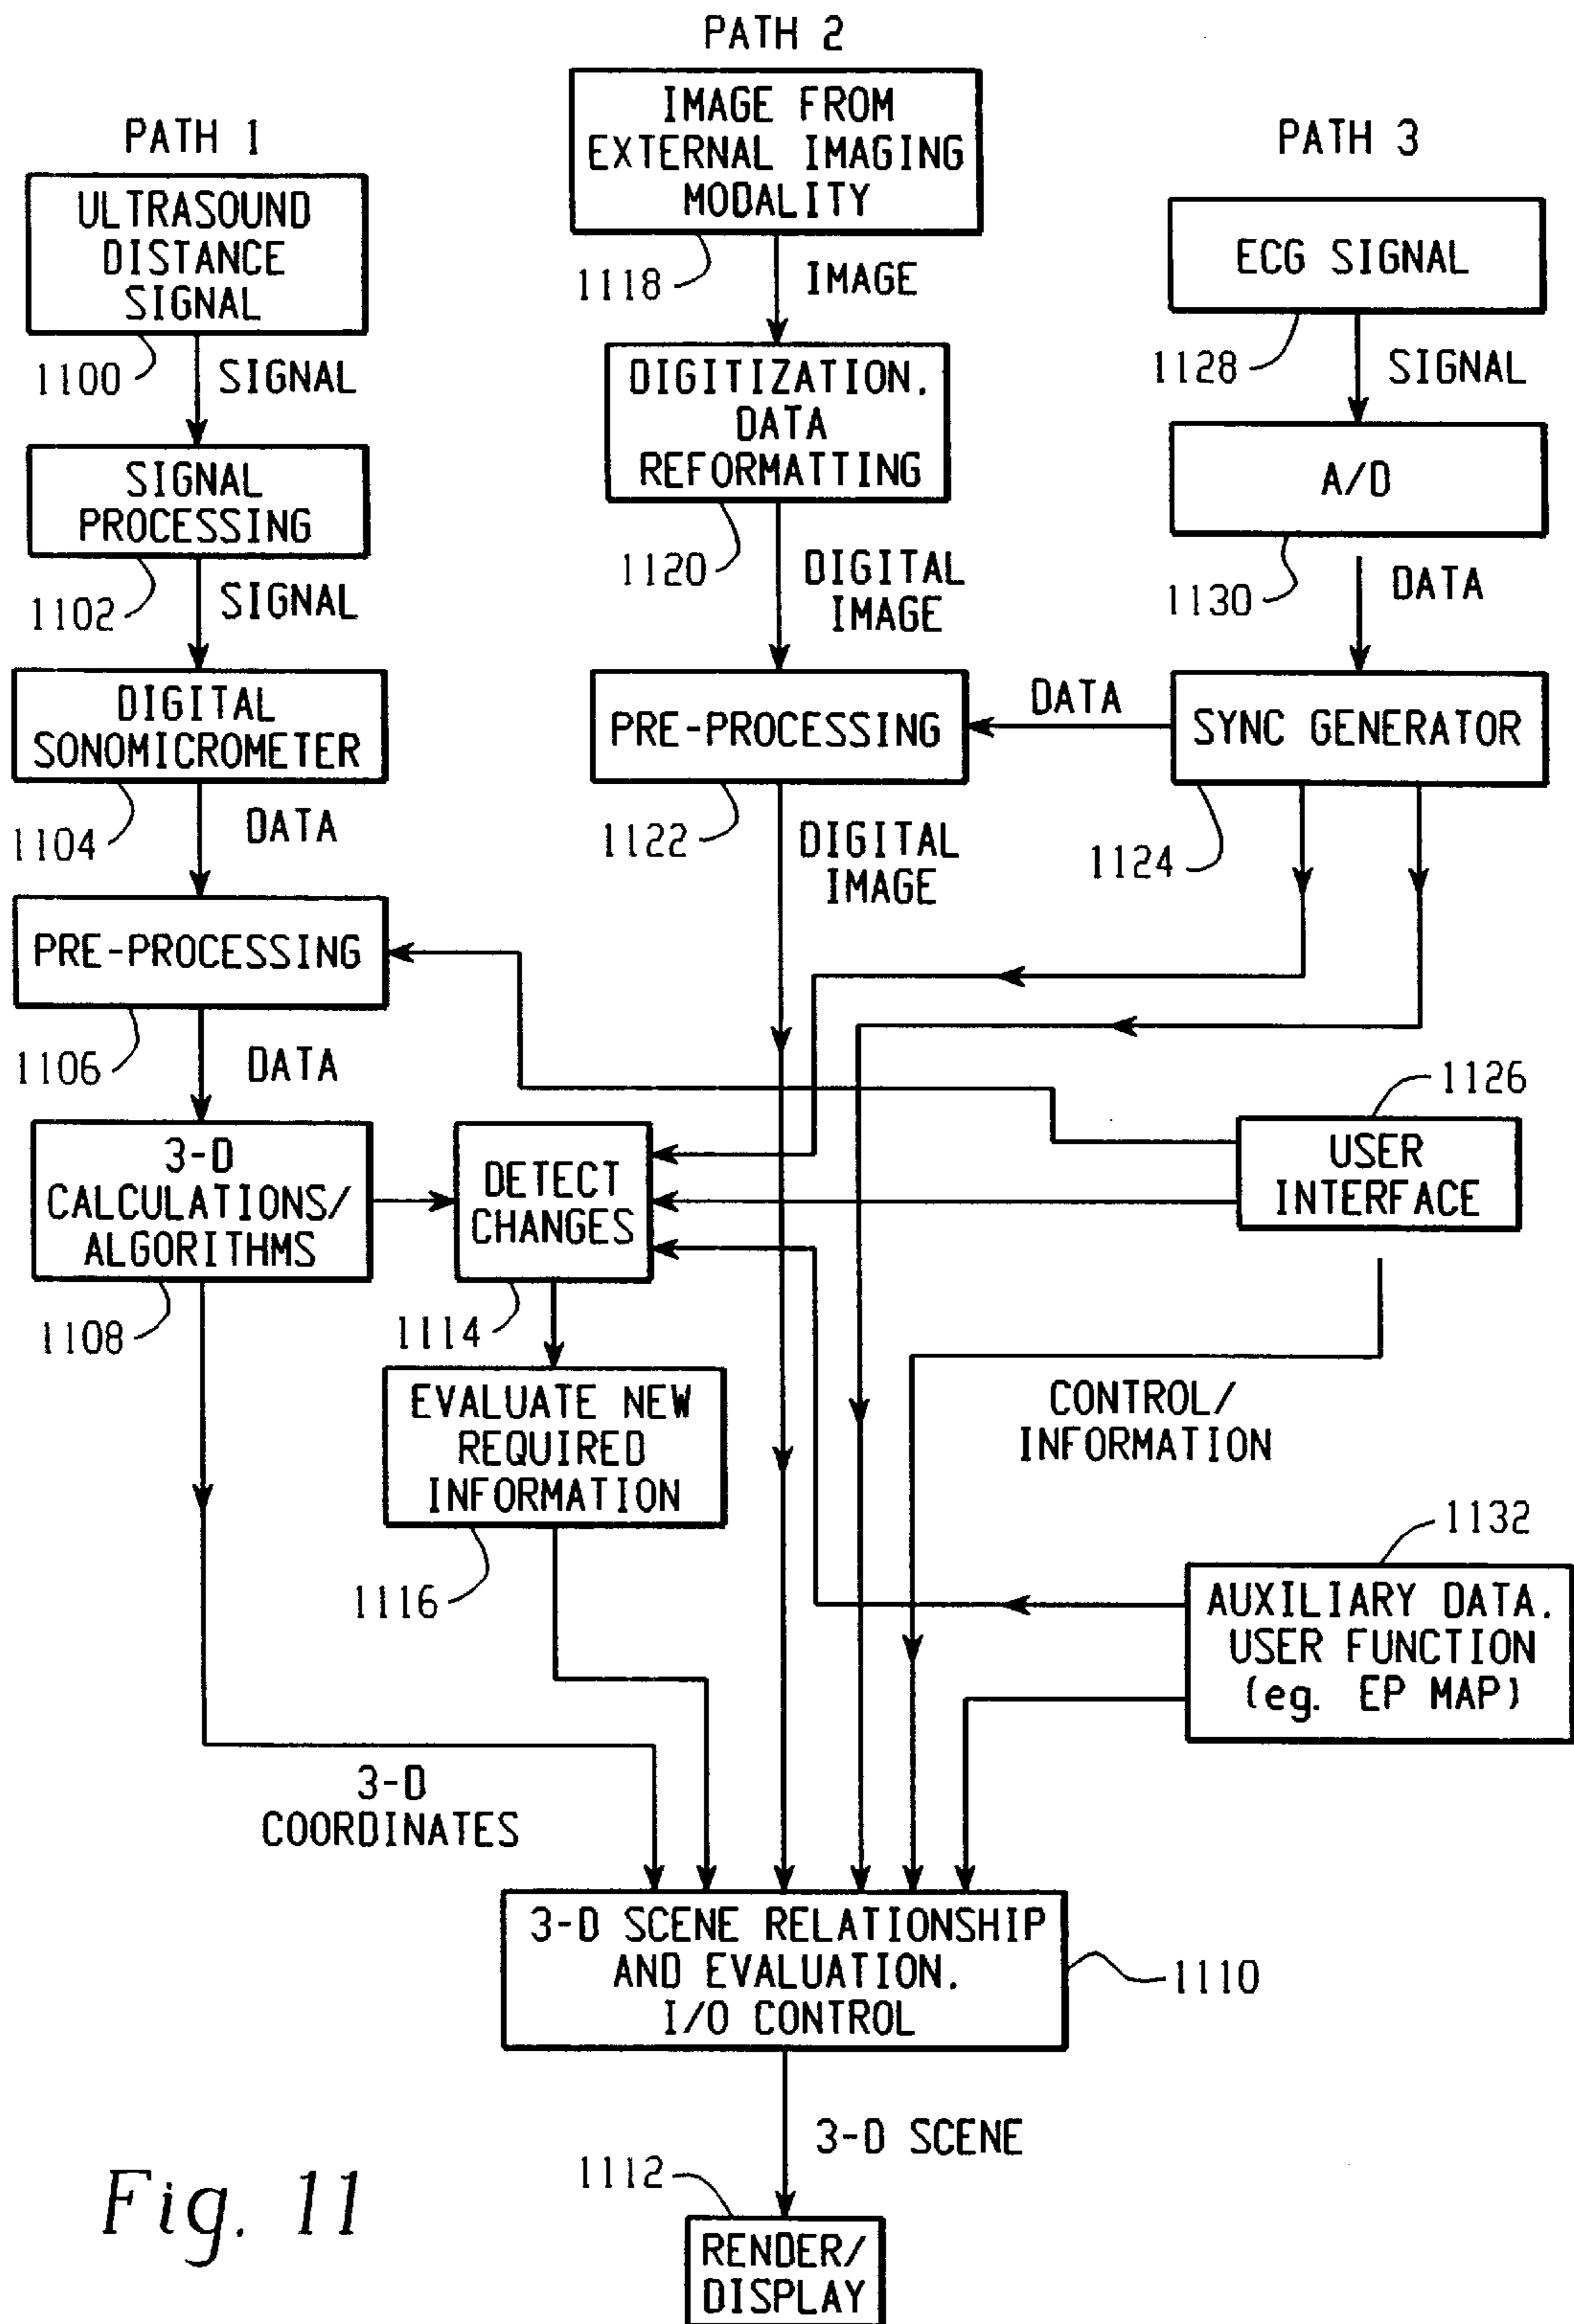 PATH 1
ULTRASOUND
DISTANCE
SIGNAL
1100
SIGNAL
SIGNAL
PROCESSING
1102
SIGNAL
DIGITAL
SONOMICROMETER
1104
DATA
PRE-PROCESSING
1106
DATA
3-D
CALCULATIONS/
ALGORITHMS
1108
3-D
COORDINATES
DETECT
CHANGES
1114
EVALUATE NEW
REQUIRED
INFORMATION
1116
PATH 2
IMAGE FROM
EXTERNAL IMAGING
MODALITY
1118
IMAGE
DIGITIZATION.
DATA
REFORMATTING
1120
DIGITAL
IMAGE
PRE-PROCESSING
1122
DIGITAL
IMAGE
PATH 3
ECG SIGNAL
1128
SIGNAL
A/D
1130
DATA
SYNC GENERATOR
DATA
1124
1126
USER
INTERFACE
CONTROL/
INFORMATION
1132
AUXILIARY DATA.
USER FUNCTION
(eg. EP MAP)
3-D SCENE RELATIONSHIP
AND EVALUATION.
I/O CONTROL
1110
3-D SCENE
1112
RENDER/
DISPLAY
Fig. 11